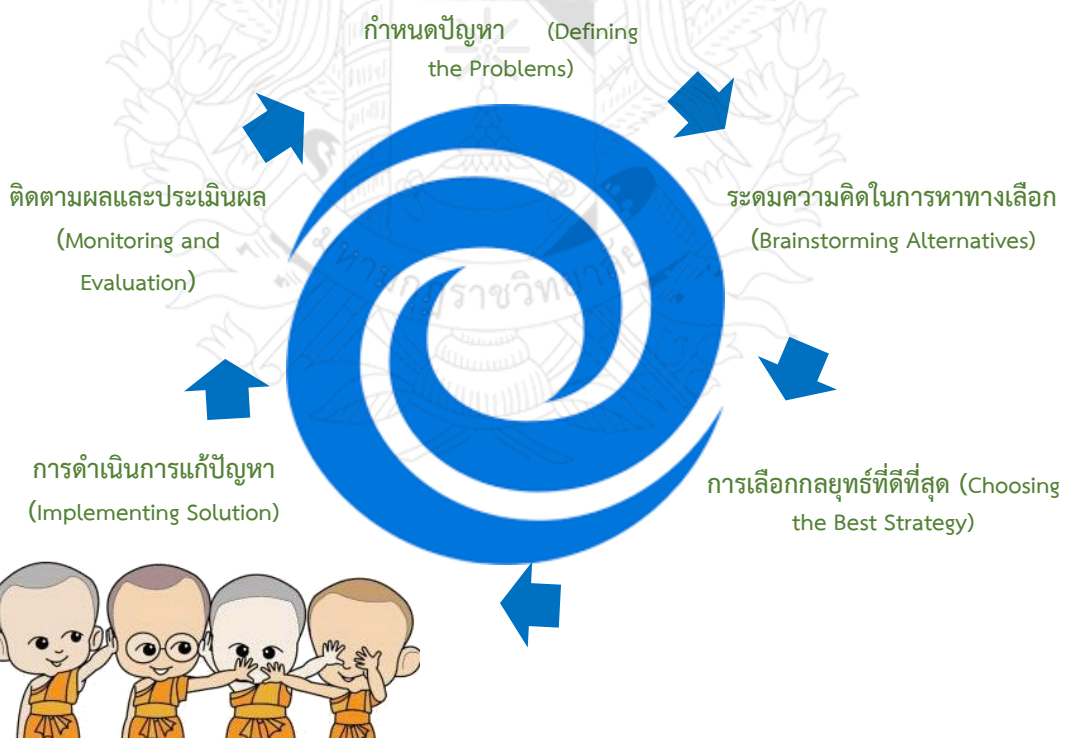 กำหนดปัญหา (Defining
the Problems)
ระดมความคิดในการหาทางเลือก
(Brainstorming Alternatives)
การเลือกกลยุทธ์ที่ดีที่สุด (Choosing
the Best Strategy)
การดำเนินการแก้ปัญหา
(Implementing Solution)
ติดตามผลและประเมินผล
(Monitoring and
Evaluation)